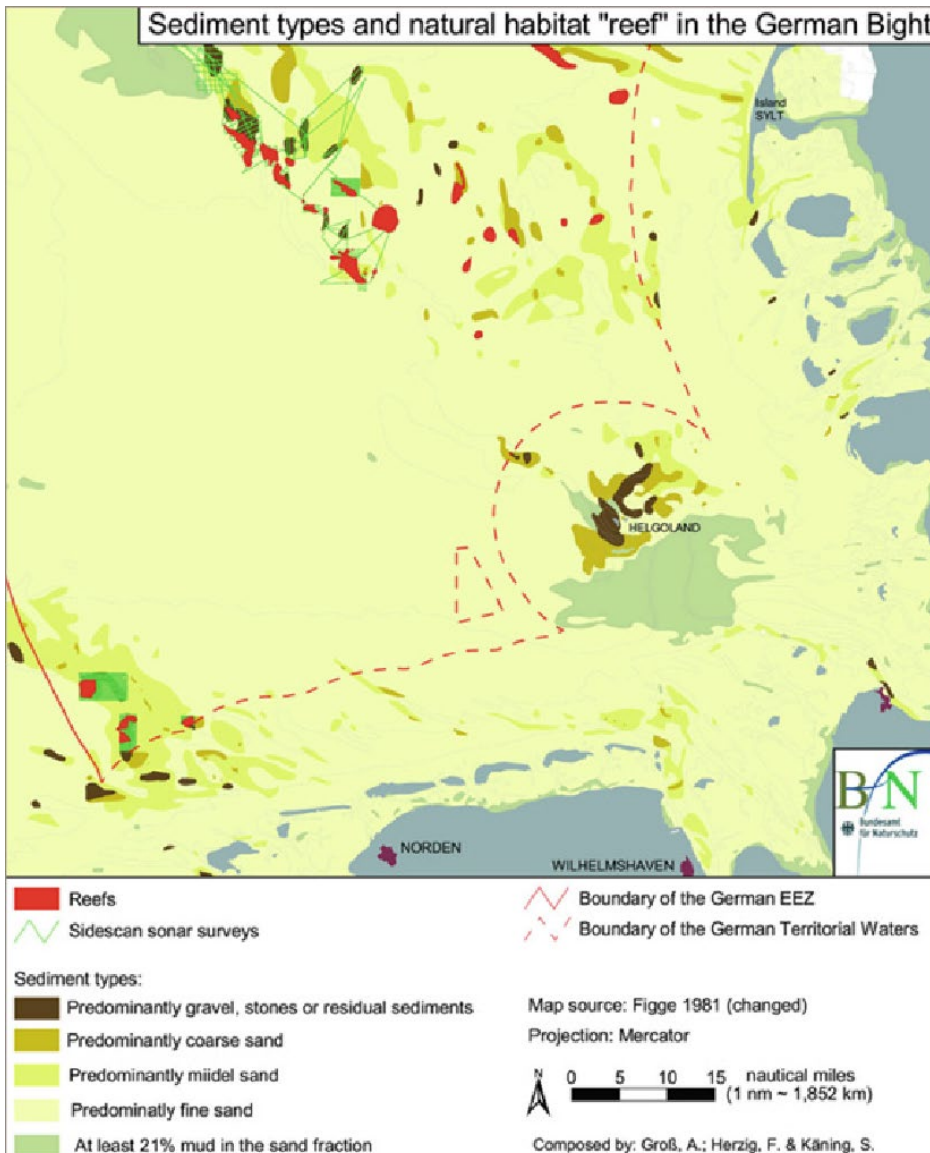 Sediment types and natural habitat "reef" in the German Bight
Island
SYLT
HELGOLAND
BfN
Bundesamt
für Naturschutz
NORDEN
WILHELMSHAVEN
Reefs
Sidescan sonar surveys
Boundary of the German EEZ
Boundary of the German Territorial Waters
Sediment types:
Predominantly gravel, stones or residual sediments
Predominantly coarse sand
Predominantly miidel sand
Predominatly fine sand
At least 21% mud in the sand fraction
Map source: Figge 1981 (changed)
Projection: Mercator
N
0 5 10 15 nautical miles
(1 nm ~ 1,852 km)
Composed by: Groß, A.; Herzig, F. & Käning, S.